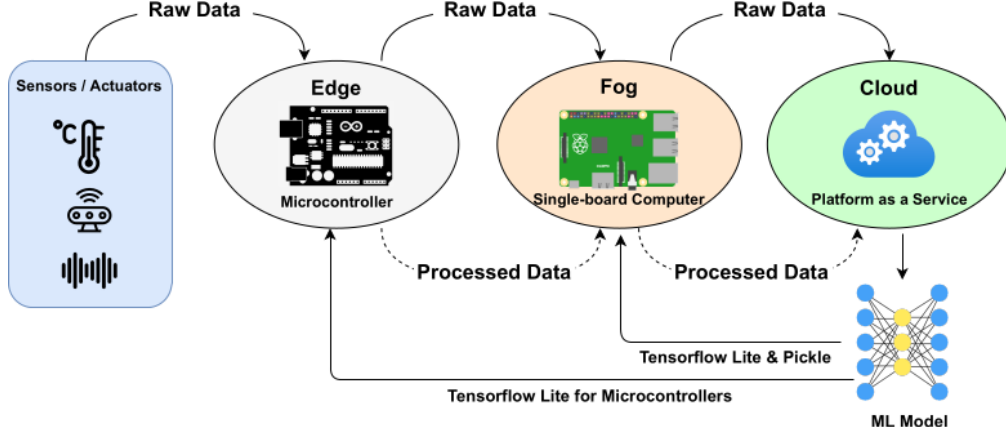 Raw Data
Raw Data
Raw Data
Sensors / Actuators
°C
Edge
Microcontroller
Fog
Single-board Computer
Cloud
Platform as a Service
Processed Data
Processed Data
Tensorflow Lite & Pickle
Tensorflow Lite for Microcontrollers
ML Model